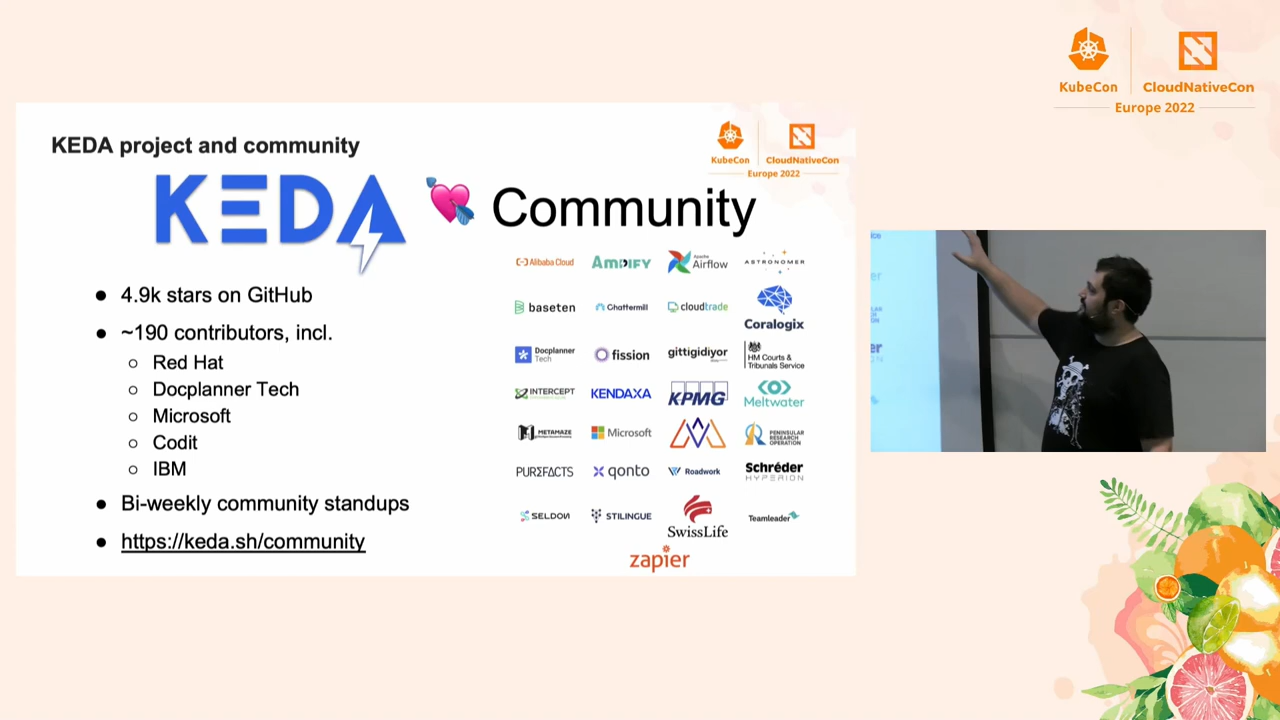 KubeCon
CloudNativeCon
Europe 2022
KEDA project and community
KubeCon
CloudNativeCon
Europe 2022
KEDA
Community
● 4.9k stars on GitHub
● ~190 contributors, incl.
○ Red Hat
○ Docplanner Tech
○ Microsoft
○ Codit
○ IBM
● Bi-weekly community standups
● https://keda.sh/community
Alibaba Cloud
AMPIFY
Apache
Airflow
ASTRONOMER
baseten
Chattermill
cloudtrade
Coralogix
Docplanner
Tech
fission
gittigidiyor
HM Courts &
Tribunals Service
INTERCEPT
KENDAXA
KPMG
Meltwater
METAMAZE
Microsoft
PENINSULAR
RESEARCH
OPERATION
PUREFACTS
qonto
Roadwork
Schréder
HYPERION
SELDON
STILINGUE
SwissLife
Teamleader
zapier